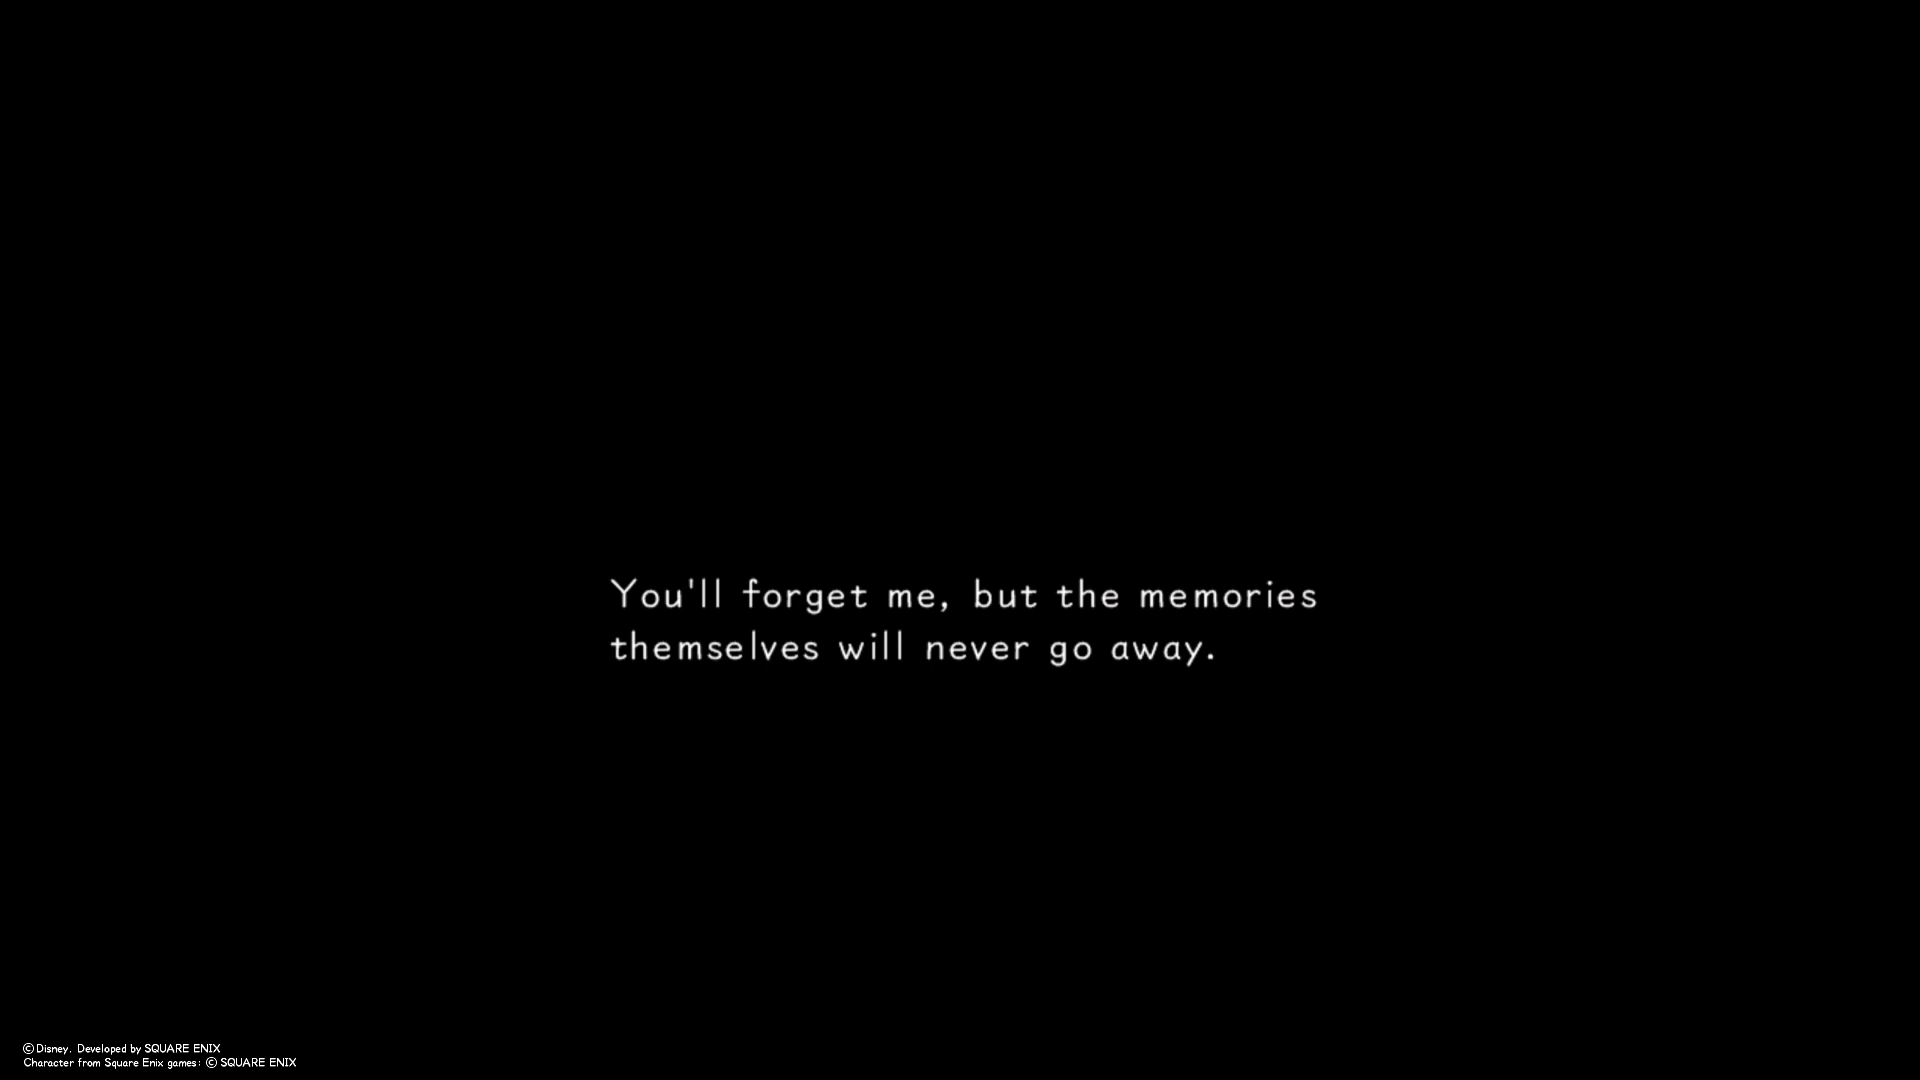 You'll forget me, but the memories
themselves will never go away.
©Disney. Developed by SQUARE ENIX
Character from Square Enix games: © SQUARE ENIX